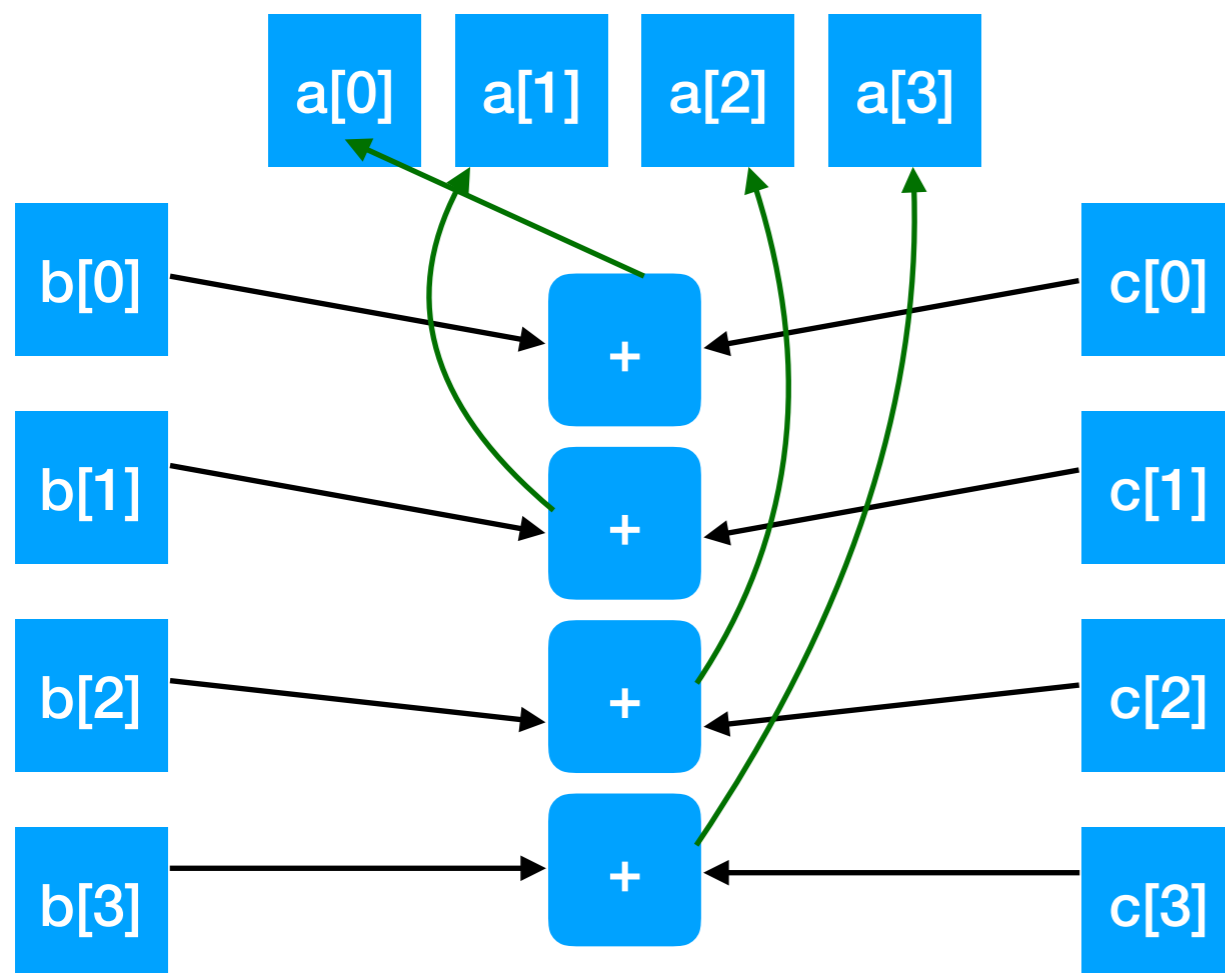 a[0] a[1] a[2] a[3]
b[0]
c[0]
+
b[1]
c[1]
+
b[2]
c[2]
+
b[3]
c[3]
+